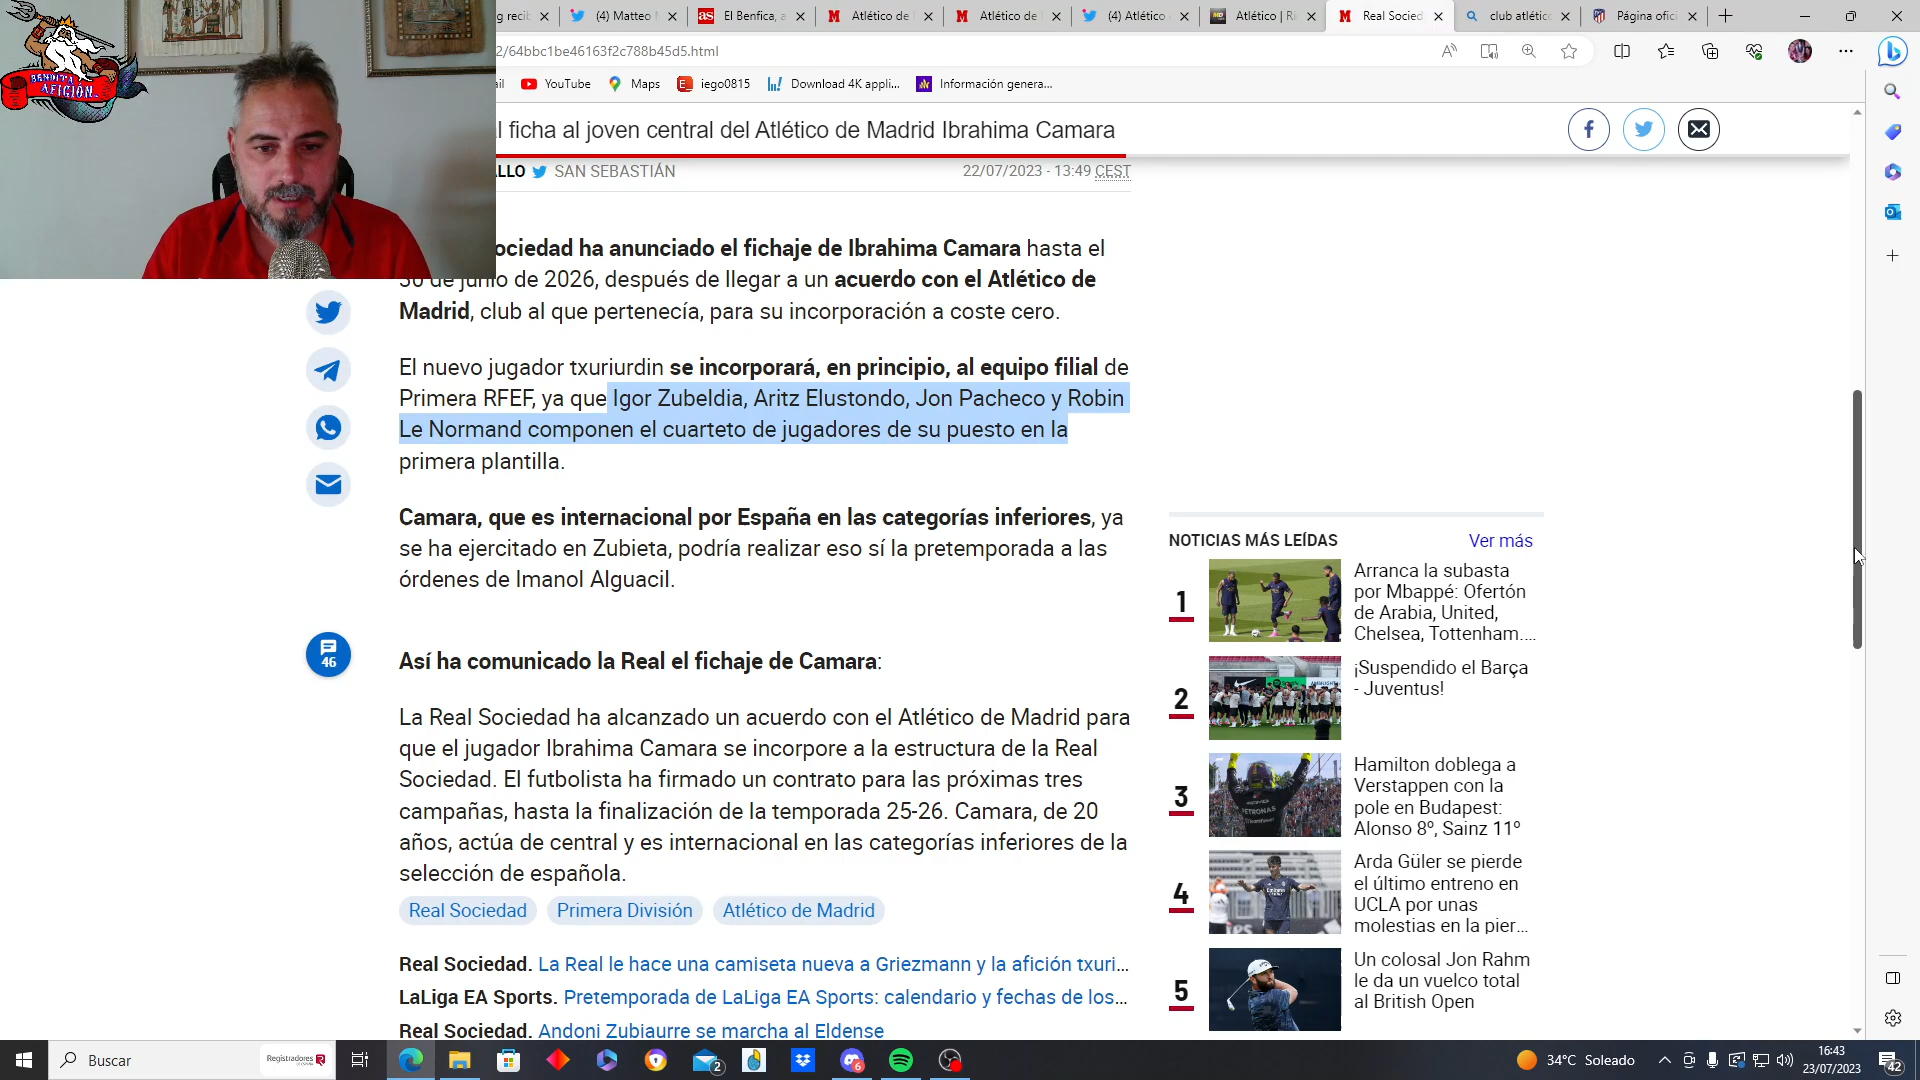 BENDITA
AFICIÓN
g recib
(4) Matteo
El Benfica, a
Atlético de
Atlético de
(4) Atlético
Atlético | Ri
Real Socied
club atlétic
Página ofici
2/64bbc1be46163f2c788b45d5.html
ail
YouTube
Maps
iego0815
Download 4K appli...
Información genera...
l ficha al joven central del Atlético de Madrid Ibrahima Camara
LLO
SAN SEBASTIÁN
22/07/2023 - 13:49 CEST
ociedad ha anunciado el fichaje de Ibrahima Camara hasta el
30 de junio de 2026, después de llegar a un acuerdo con el Atlético de
Madrid, club al que pertenecía, para su incorporación a coste cero.
El nuevo jugador txuriurdin se incorporará, en principio, al equipo filial de
Primera RFEF, ya que Igor Zubeldia, Aritz Elustondo, Jon Pacheco y Robin
Le Normand componen el cuarteto de jugadores de su puesto en la
primera plantilla.
Camara, que es internacional por España en las categorías inferiores, ya
se ha ejercitado en Zubieta, podría realizar eso sí la pretemporada a las
órdenes de Imanol Alguacil.
46
Así ha comunicado la Real el fichaje de Camara:
La Real Sociedad ha alcanzado un acuerdo con el Atlético de Madrid para
que el jugador Ibrahima Camara se incorpore a la estructura de la Real
Sociedad. El futbolista ha firmado un contrato para las próximas tres
campañas, hasta la finalización de la temporada 25-26. Camara, de 20
años, actúa de central y es internacional en las categorías inferiores de la
selección de española.
Real Sociedad
Primera División
Atlético de Madrid
Real Sociedad. La Real le hace una camiseta nueva a Griezmann y la afición txuri...
LaLiga EA Sports. Pretemporada de LaLiga EA Sports: calendario y fechas de los...
Real Sociedad. Andoni Zubiaurre se marcha al Eldense
NOTICIAS MÁS LEÍDAS
Ver más
1
Arranca la subasta
por Mbappé: Ofertón
de Arabia, United,
Chelsea, Tottenham....
2
¡Suspendido el Barça
- Juventus!
3
Hamilton doblega a
Verstappen con la
pole en Budapest:
Alonso 8º, Sainz 11º
4
Arda Güler se pierde
el último entreno en
UCLA por unas
molestias en la pier...
5
Un colosal Jon Rahm
le da un vuelco total
al British Open
Buscar
Registradores
2
6
34°C Soleado
16:43
23/07/2023
42